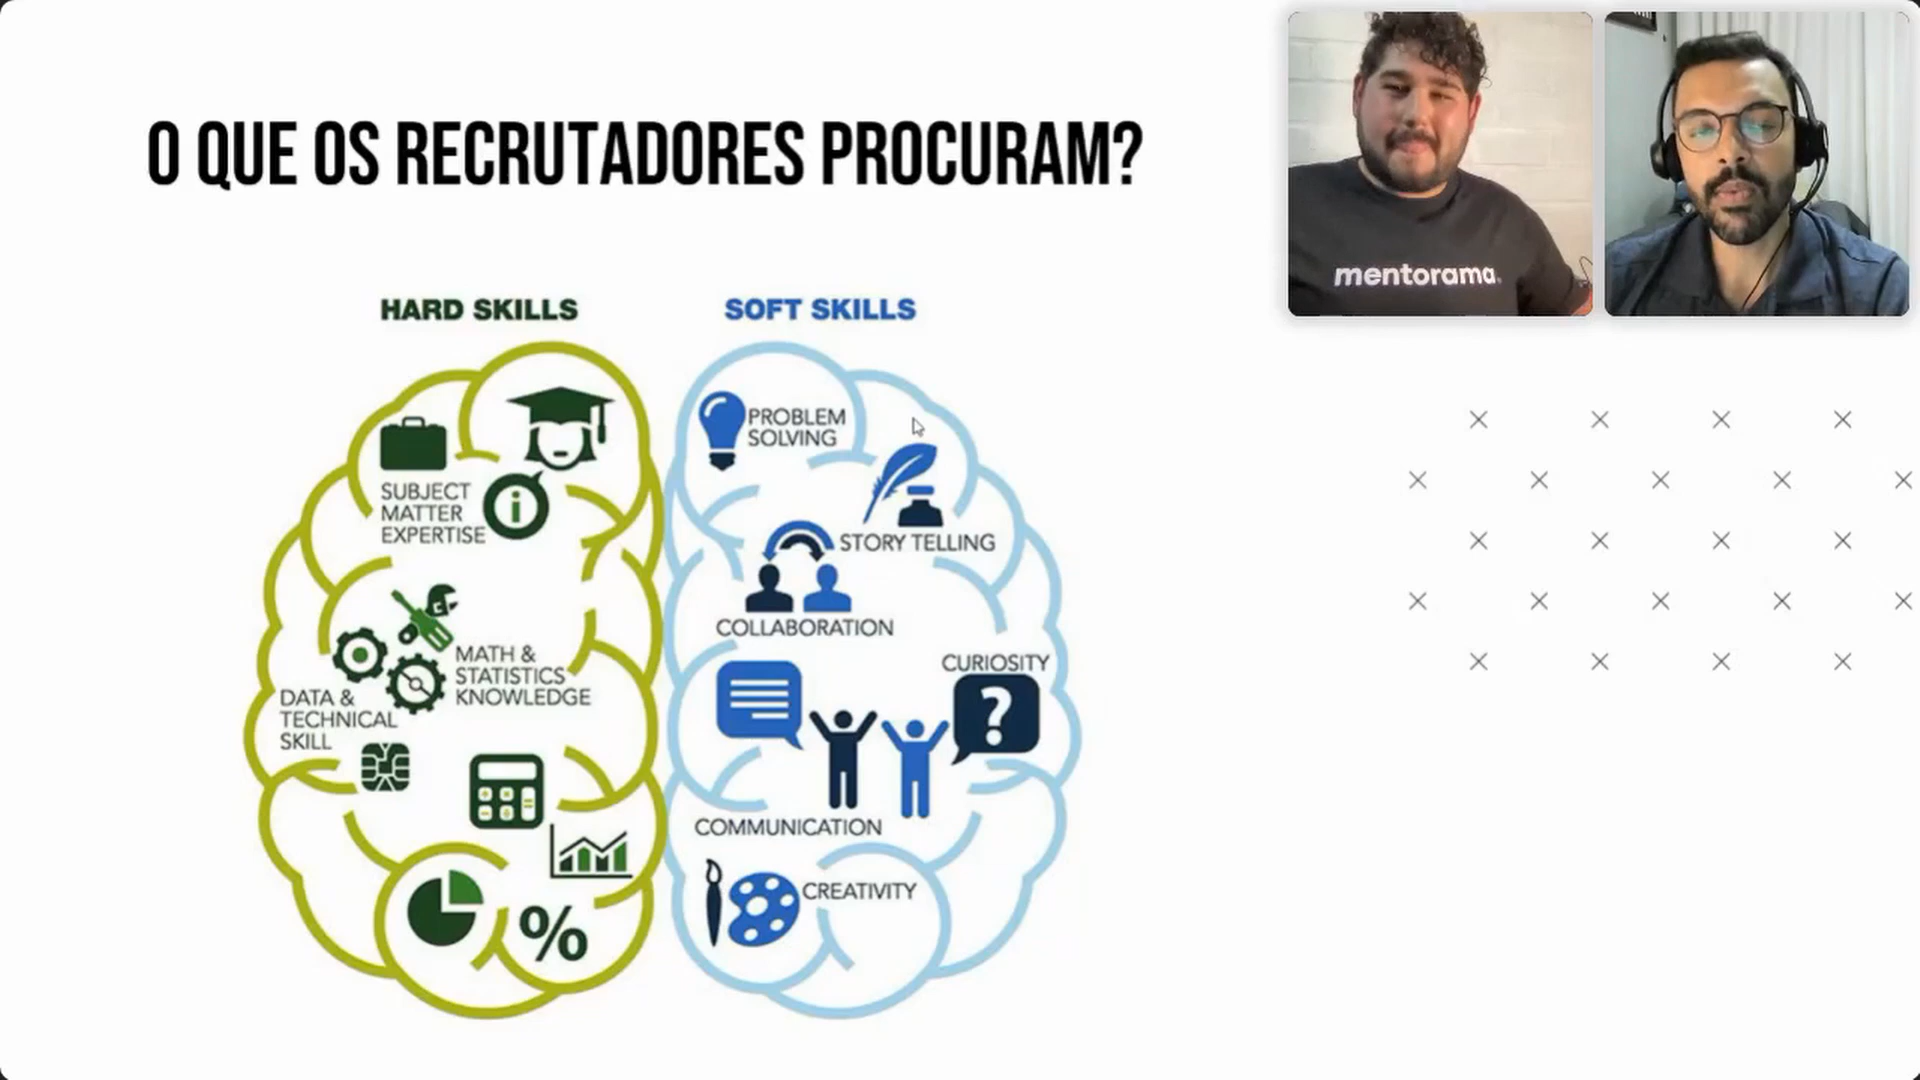 O QUE OS RECRUTADORES PROCURAM?
mentorama.
HARD SKILLS
SOFT SKILLS
SUBJECT
MATTER
EXPERTISE
i
MATH &
STATISTICS
KNOWLEDGE
DATA &
TECHNICAL
SKILL
%
PROBLEM
SOLVING
STORY TELLING
COLLABORATION
CURIOSITY
?
COMMUNICATION
CREATIVITY